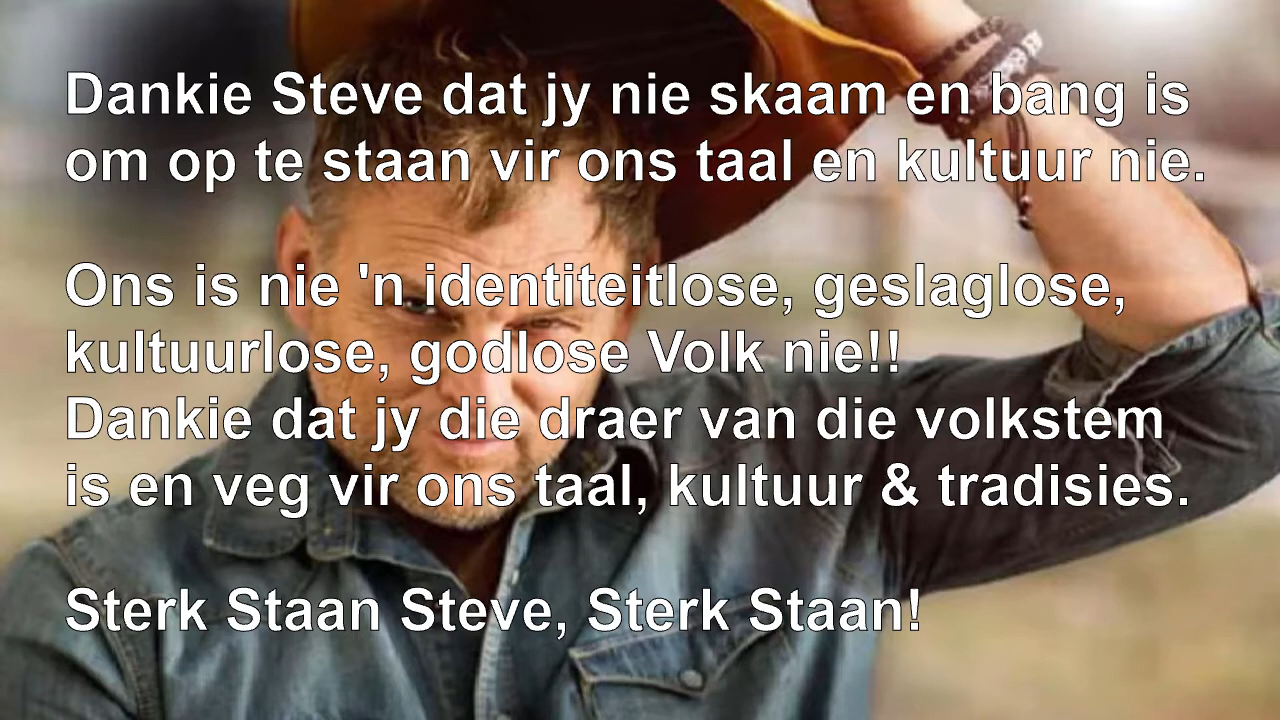 Dankie Steve dat jy nie skaam en bang is
om op te staan vir ons taal en kultuur nie.
Ons is nie 'n identiteitlose, geslaglose,
kultuurlose, godlose Volk nie!!
Dankie dat jy die draer van die volkstem
is en veg vir ons taal, kultuur & tradisies.
Sterk Staan Steve, Sterk Staan!